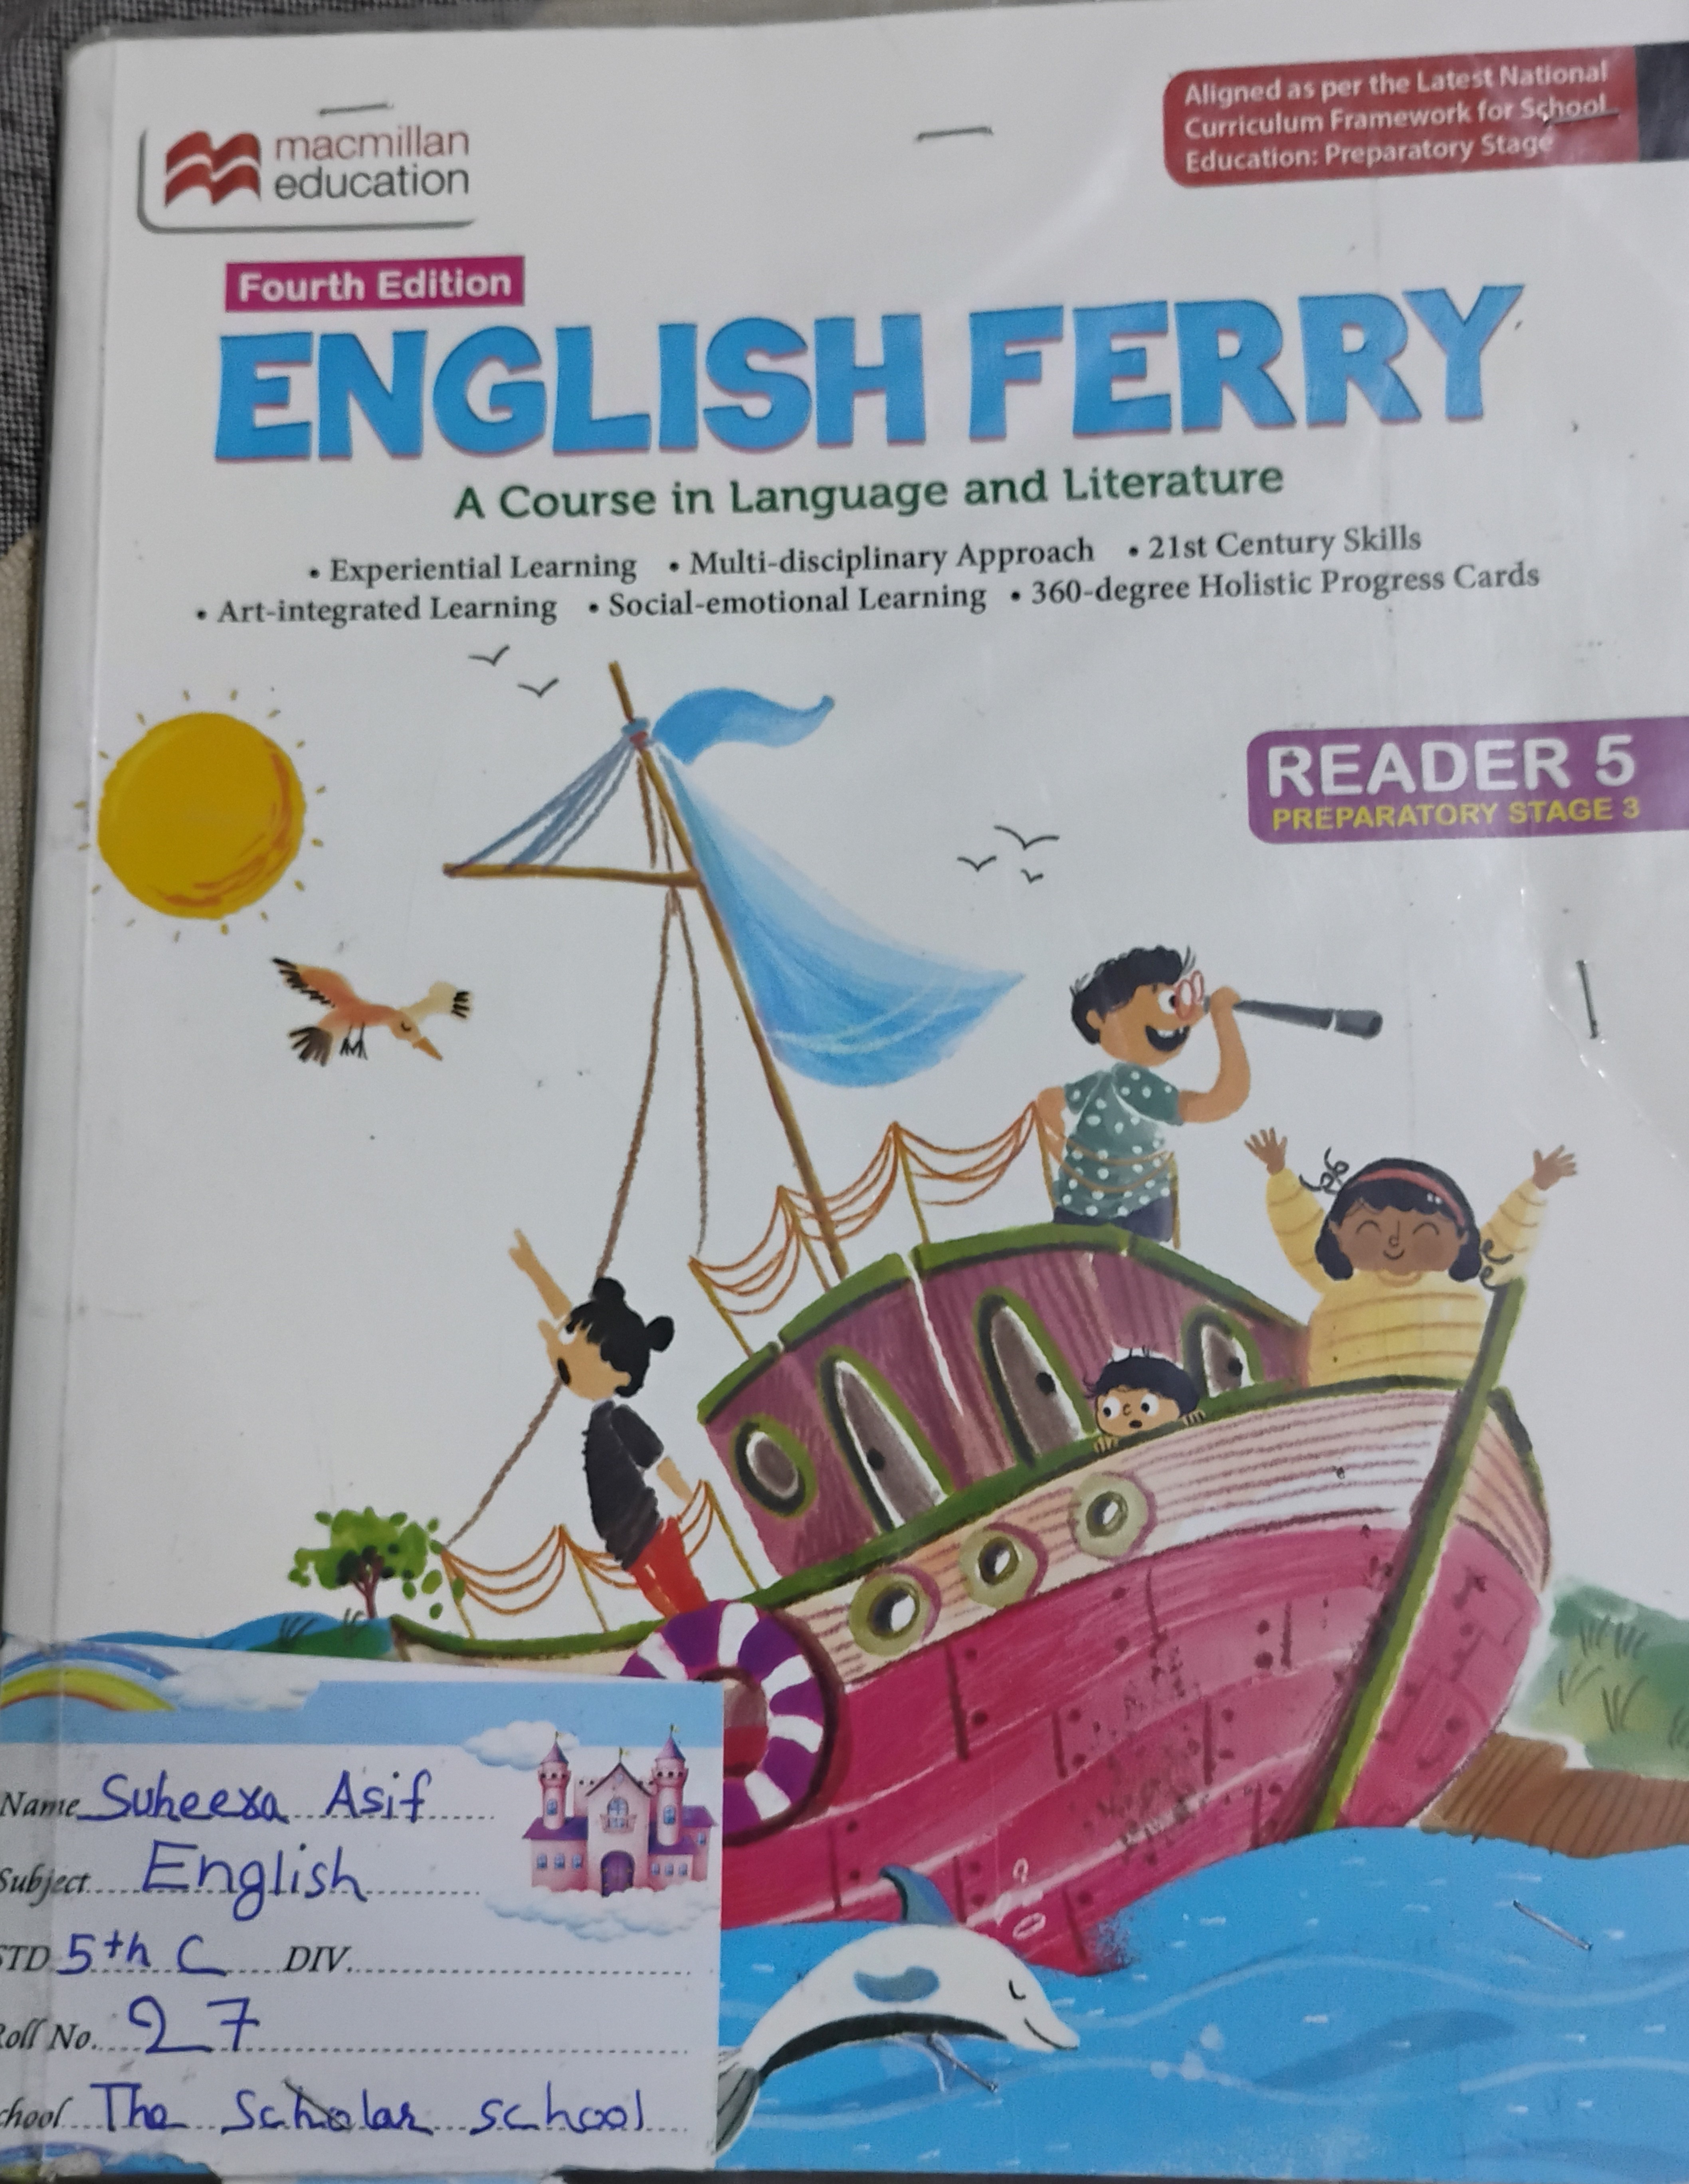 macmillan
education
Aligned as per the Latest National
Curriculum Framework for School
Education: Preparatory Stage
Fourth Edition
ENGLISH FERRY
A Course in Language and Literature
• Experiential Learning • Multi-disciplinary Approach • 21st Century Skills
• Art-integrated Learning • Social-emotional Learning • 360-degree Holistic Progress Cards
READER 5
PREPARATORY STAGE 3
Name Suheera Asif
Subject English
STD 5th C DIV.
Roll No. 27
School The Scholar school